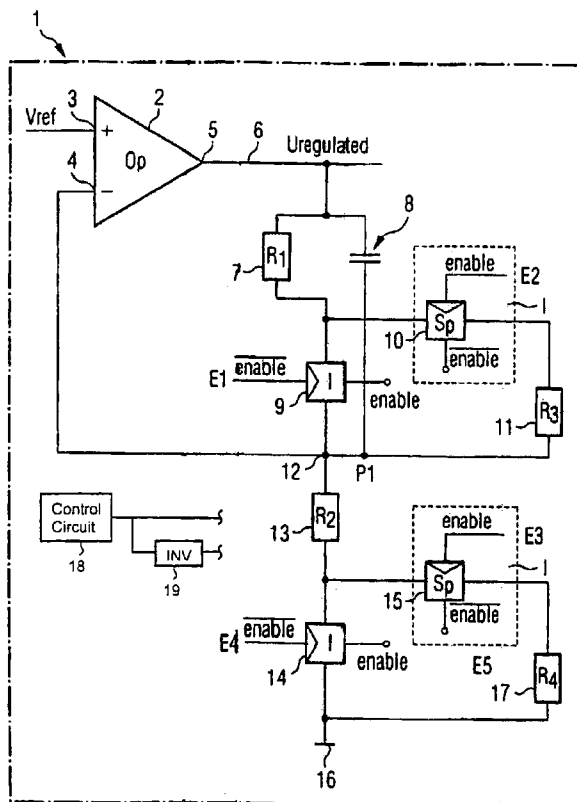 1
Vref
3
2
+
Op
4
−
5
6
Uregulated
8
7
R1
enable
E2
I
Sp
10
enable
E1
enable
I
9
enable
11
R3
12
P1
Control
Circuit
18
INV
19
13
R2
enable
E3
I
Sp
15
enable
E4
enable
I
14
enable
E5
17
R4
16